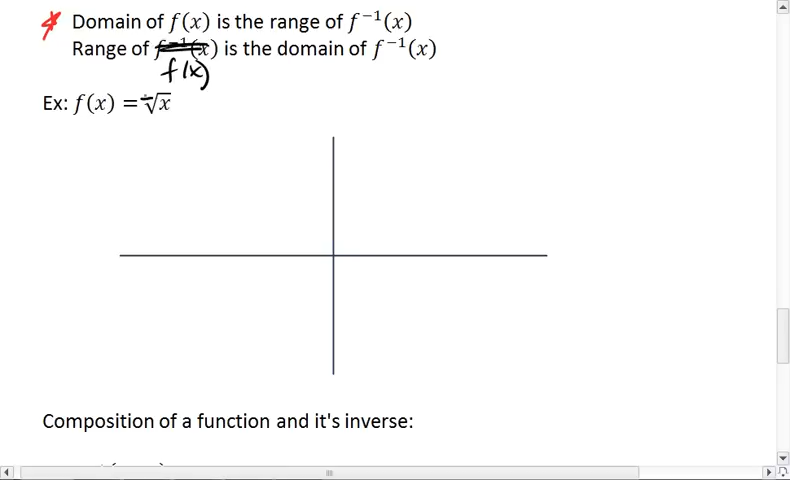 Domain of f(x) is the range of f⁻¹(x)
Range of f⁻¹(x) is the domain of f⁻¹(x)
f(x)
Ex: f(x) = √x
Composition of a function and it's inverse: